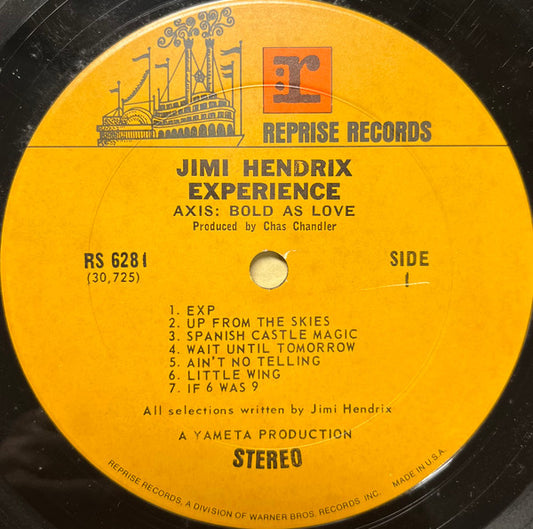 r:
REPRISE RECORDS
JIMI HENDRIX
EXPERIENCE
AXIS: BOLD AS LOVE
Produced by Chas Chandler
RS 6281
(30,725)
SIDE
1
1. EXP
2. UP FROM THE SKIES
3. SPANISH CASTLE MAGIC
4. WAIT UNTIL TOMORROW
5. AIN'T NO TELLING
6. LITTLE WING
7. IF 6 WAS 9
All selections written by Jimi Hendrix
A YAMETA PRODUCTION
STEREO
REPRISE RECORDS, A DIVISION OF WARNER BROS. RECORDS INC. MADE IN U.S.A.